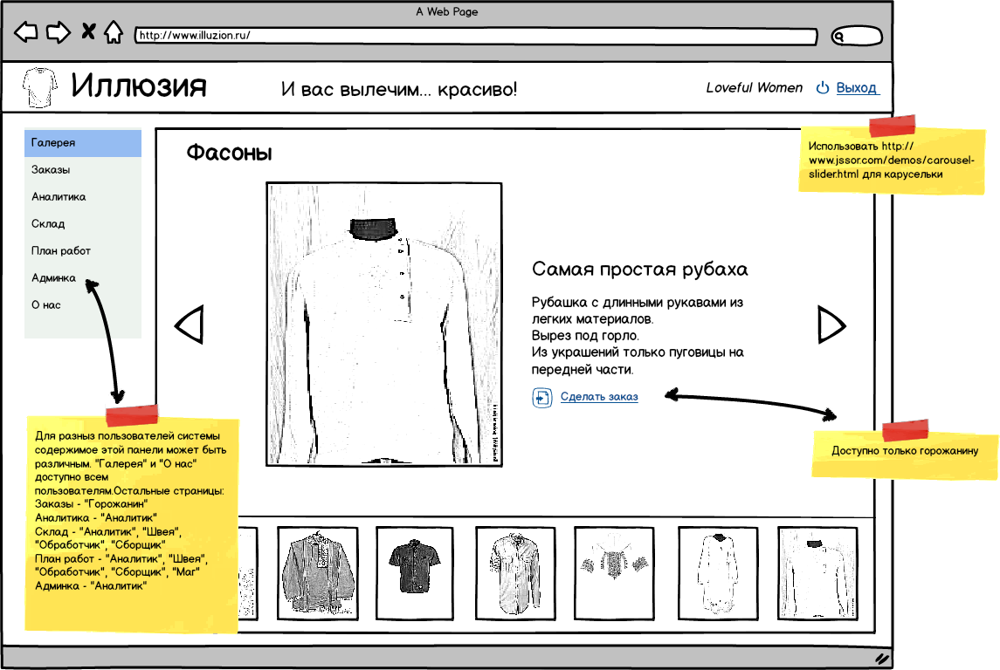 A Web Page
http://www.illuzion.ru/
Иллюзия
И вас вылечим... красиво!
Loveful Women
Выход
Галерея
Заказы
Аналитика
Склад
План работ
Админка
О нас
Фасоны
Самая простая рубаха
Рубашка с длинными рукавами из
легких материалов.
Вырез под горло.
Из украшений только пуговицы на
передней части.
Сделать заказ
Использовать http://
www.jssor.com/demos/carousel-
slider.html для карусельки
Доступно только горожанину
Для разныз пользователей системы
содержимое этой панели может быть
различным. "Галерея" и "О нас"
доступно всем
пользователям.Остальные страницы:
Заказы - "Горожанин"
Аналитика - "Аналитик"
Склад - "Аналитик", "Швея",
"Обработчик", "Сборщик"
План работ - "Аналитик", "Швея",
"Обработчик", "Сборщик", "Маг"
Админка - "Аналитик"